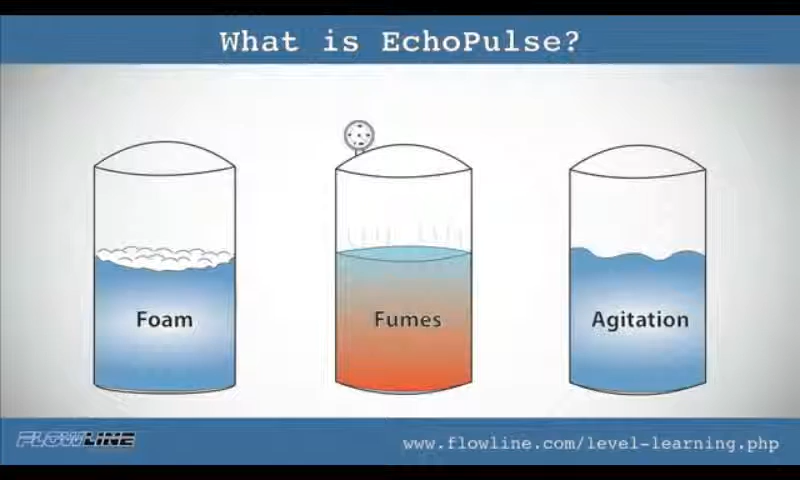 What is EchoPulse?
Foam
Fumes
Agitation
FLOWLINE
www.flowline.com/level-learning.php